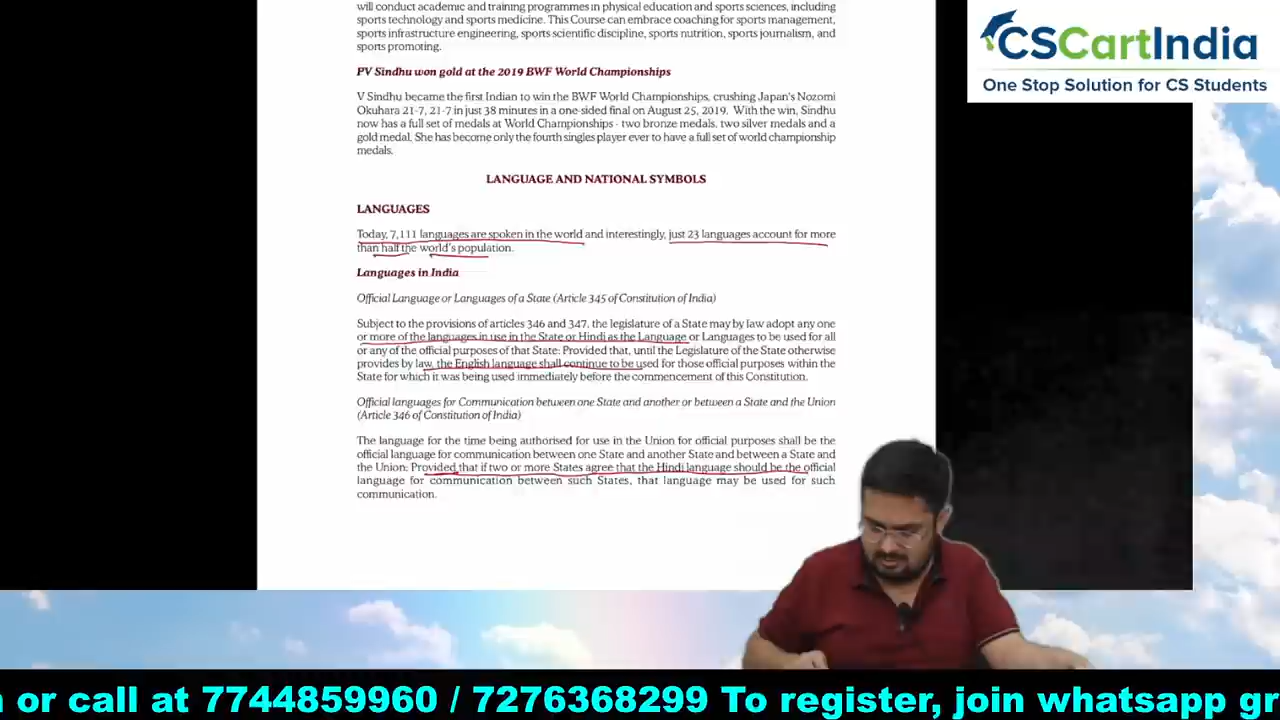 will conduct academic and training programmes in physical education and sports sciences, including
sports technology and sports medicine. This Course can embrace coaching for sports management,
sports infrastructure engineering, sports scientific discipline, sports nutrition, sports journalism, and
sports promoting.
PV Sindhu won gold at the 2019 BWF World Championships
V Sindhu became the first Indian to win the BWF World Championships, crushing Japan's Nozomi
Okuhara 21-7, 21-7 in just 38 minutes in a one-sided final on August 25, 2019. With the win, Sindhu
now has a full set of medals at World Championships - two bronze medals, two silver medals and a
gold medal. She has become only the fourth singles player ever to have a full set of world championship
medals.
LANGUAGE AND NATIONAL SYMBOLS
LANGUAGES
Today, 7,111 languages are spoken in the world and interestingly, just 23 languages account for more
than half the world's population.
Languages in India
Official Language or Languages of a State (Article 345 of Constitution of India)
Subject to the provisions of articles 346 and 347, the legislature of a State may by law adopt any one
or more of the languages in use in the State or Hindi as the Language or Languages to be used for all
or any of the official purposes of that State: Provided that, until the Legislature of the State otherwise
provides by law, the English language shall continue to be used for those official purposes within the
State for which it was being used immediately before the commencement of this Constitution.
Official languages for Communication between one State and another or between a State and the Union
(Article 346 of Constitution of India)
The language for the time being authorised for use in the Union for official purposes shall be the
official language for communication between one State and another State and between a State and
the Union: Provided that if two or more States agree that the Hindi language should be the official
language for communication between such States, that language may be used for such
communication.
CSCartIndia
One Stop Solution for CS Students
or call at 7744859960 / 7276368299 To register, join whatsapp gr